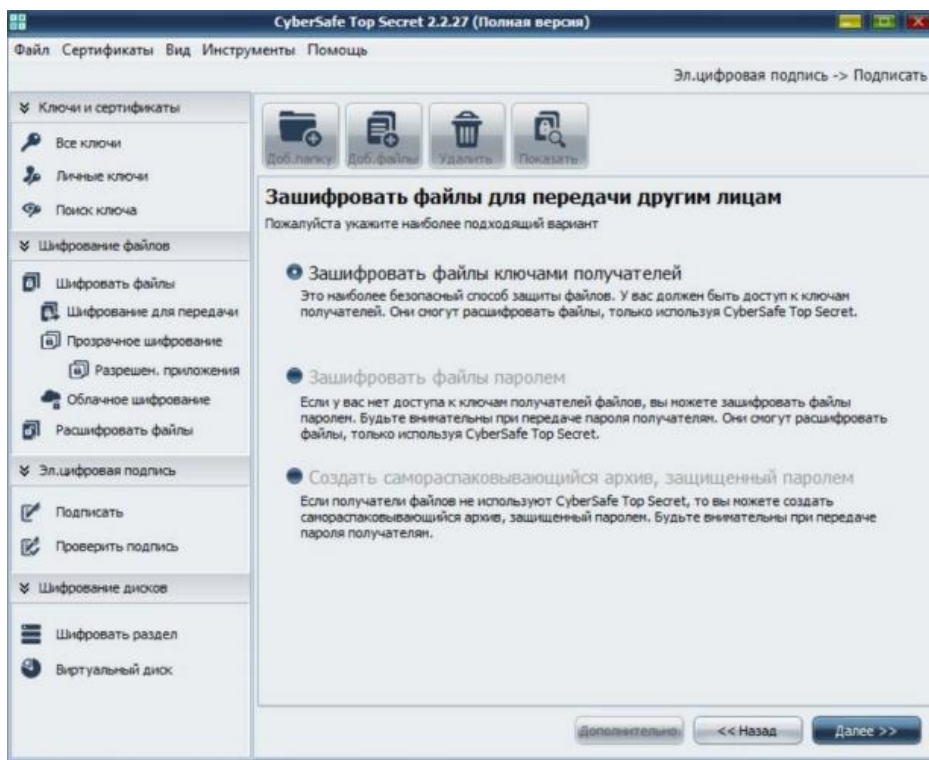 CyberSafe Top Secret 2.2.27 (Полная версия)
Файл Сертификаты Вид Инструменты Помощь
Эл.цифровая подпись -> Подписать
Ключи и сертификаты
Все ключи
Личные ключи
Поиск ключа
Шифрование файлов
Шифровать файлы
Шифрование для передачи
Прозрачное шифрование
Разрешен. приложения
Облачное шифрование
Расшифровать файлы
Эл.цифровая подпись
Подписать
Проверить подпись
Шифрование дисков
Шифровать раздел
Виртуальный диск
Доб.папку Доб.файлы Удалить Показать
Зашифровать файлы для передачи другим лицам
Пожалуйста укажите наиболее подходящий вариант
Зашифровать файлы ключами получателей
Это наиболее безопасный способ защиты файлов. У вас должен быть доступ к ключам
получателей. Они смогут расшифровать файлы, только используя CyberSafe Top Secret.
Зашифровать файлы паролем
Если у вас нет доступа к ключам получателей файлов, вы можете зашифровать файлы
паролем. Будьте внимательны при передаче пароля получателям. Они смогут расшифровать
файлы, только используя CyberSafe Top Secret.
Создать самораспаковывающийся архив, защищенный паролем
Если получатели файлов не используют CyberSafe Top Secret, то вы можете создать
самораспаковывающийся архив, защищенный паролем. Будьте внимательны при передаче
пароля получателям.
Дополнительно << Назад Далее >>